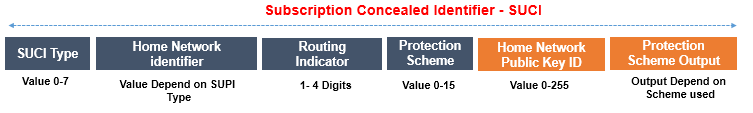 Subscription Concealed Identifier - SUCI
SUCI Type
Home Network
identifier
Routing
Indicator
Protection
Scheme
Home Network
Public Key ID
Protection
Scheme Output
Value 0-7
Value Depend on SUPI
Type
1- 4 Digits
Value 0-15
Value 0-255
Output Depend on
Scheme used